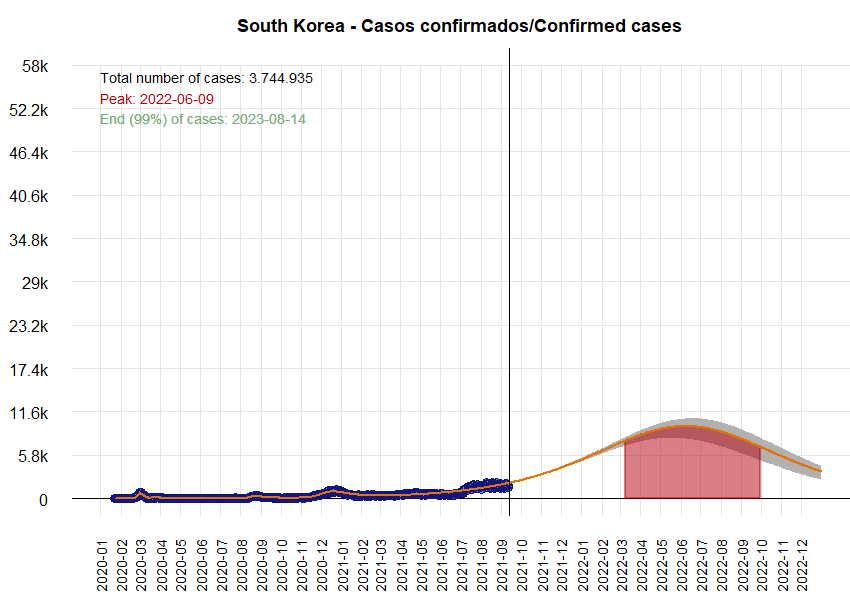 South Korea - Casos confirmados/Confirmed cases
58k
Total number of cases: 3.744.935
Peak: 2022-06-09
End (99%) of cases: 2023-08-14
52.2k
46.4k
40.6k
34.8k
29k
23.2k
17.4k
11.6k
5.8k
0
2020-01
2020-02
2020-03
2020-04
2020-05
2020-06
2020-07
2020-08
2020-09
2020-10
2020-11
2020-12
2021-01
2021-02
2021-03
2021-04
2021-05
2021-06
2021-07
2021-08
2021-09
2021-10
2021-11
2021-12
2022-01
2022-02
2022-03
2022-04
2022-05
2022-06
2022-07
2022-08
2022-09
2022-10
2022-11
2022-12